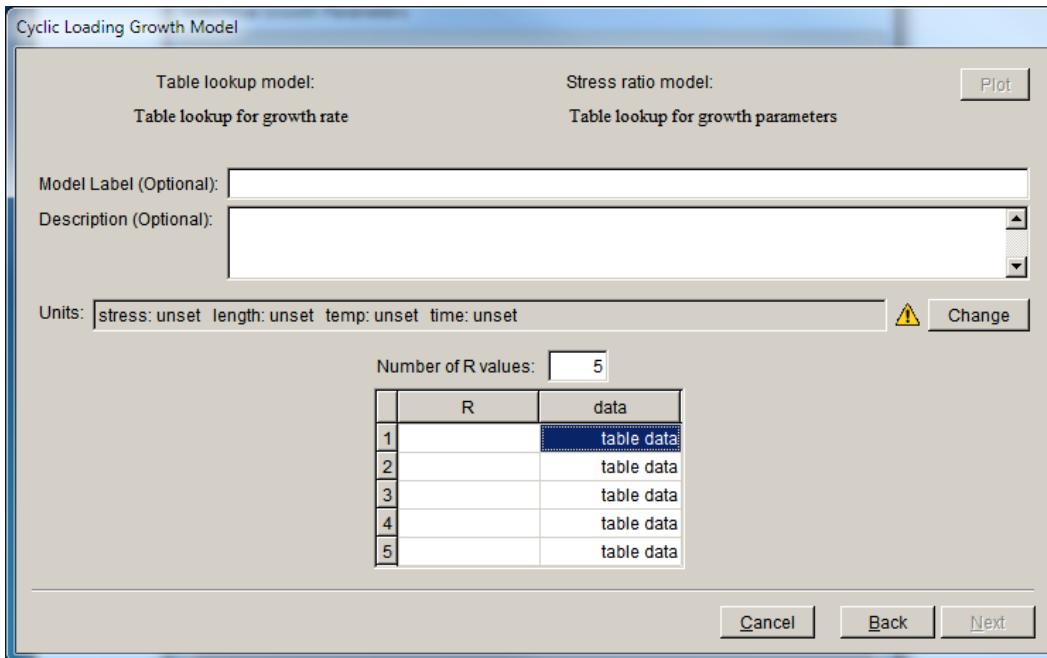 Cyclic Loading Growth Model
Table lookup model:
Stress ratio model:
Plot
Table lookup for growth rate
Table lookup for growth parameters
Model Label (Optional):
Description (Optional):
Units: stress: unset length: unset temp: unset time: unset
Change
Number of R values: 5
R data
1 table data
2 table data
3 table data
4 table data
5 table data
Cancel Back Next